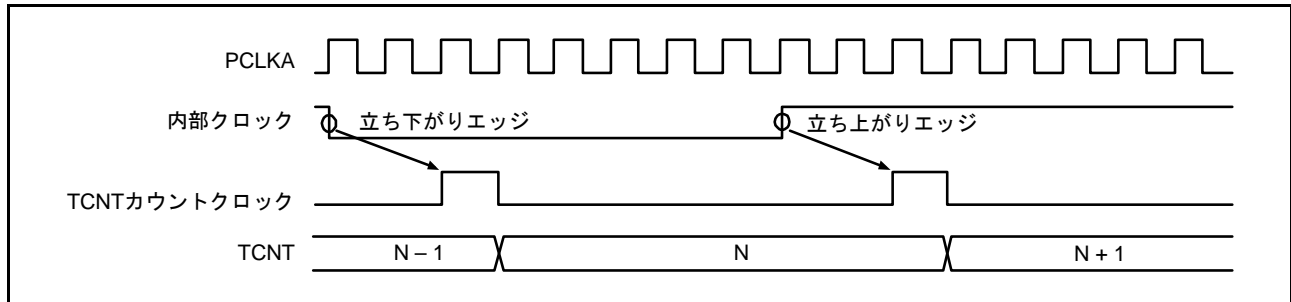 PCLKA
内部クロック 立ち下がりエッジ 立ち上がりエッジ
TCNTカウントクロック
TCNT N – 1 N N + 1